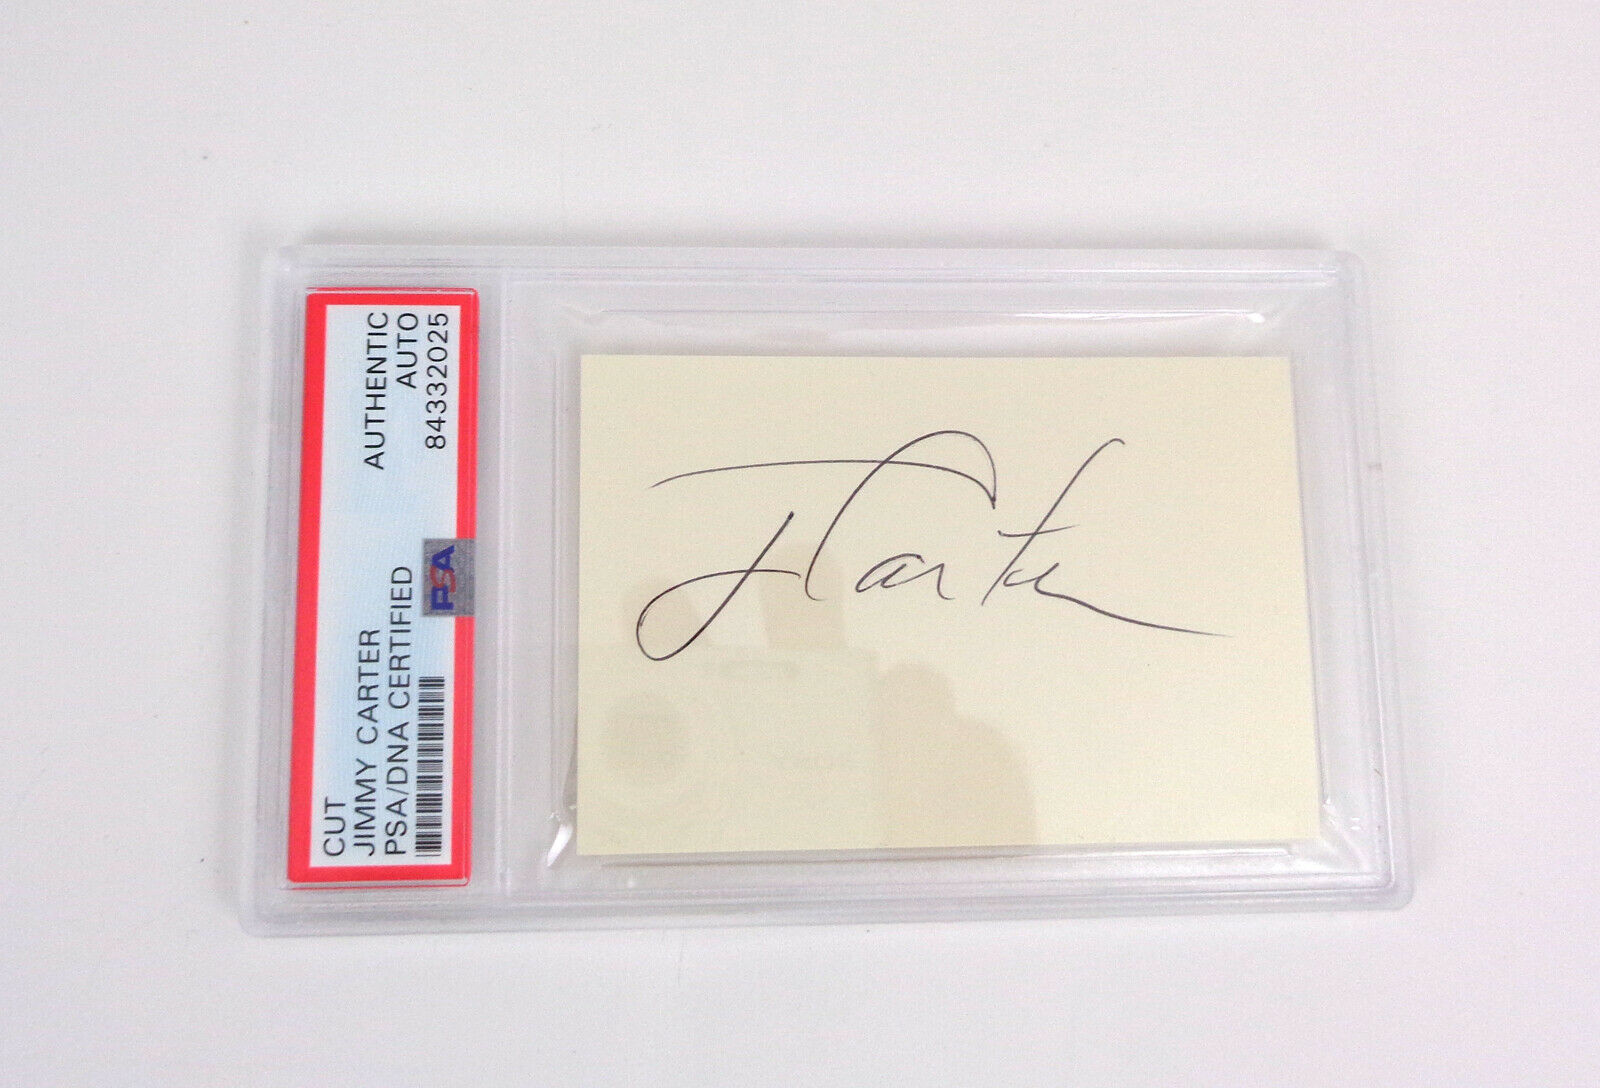 CUT
JIMMY CARTER
PSA/DNA CERTIFIED
AUTHENTIC
AUTO
84332025
PSA
J Carter